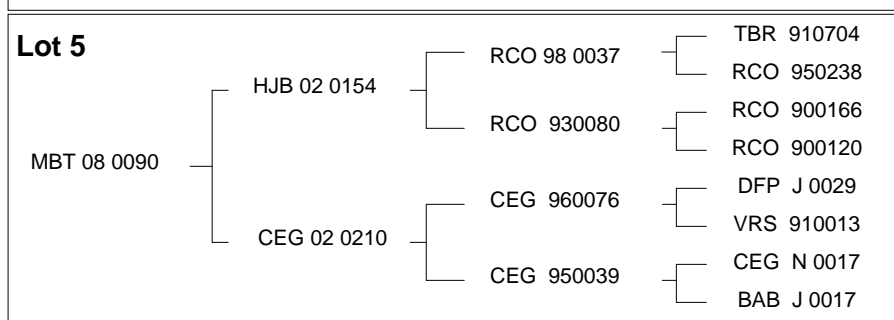 Lot 5
TBR 910704
RCO 98 0037
RCO 950238
HJB 02 0154
RCO 900166
RCO 930080
RCO 900120
MBT 08 0090
DFP J 0029
CEG 960076
VRS 910013
CEG 02 0210
CEG N 0017
CEG 950039
BAB J 0017